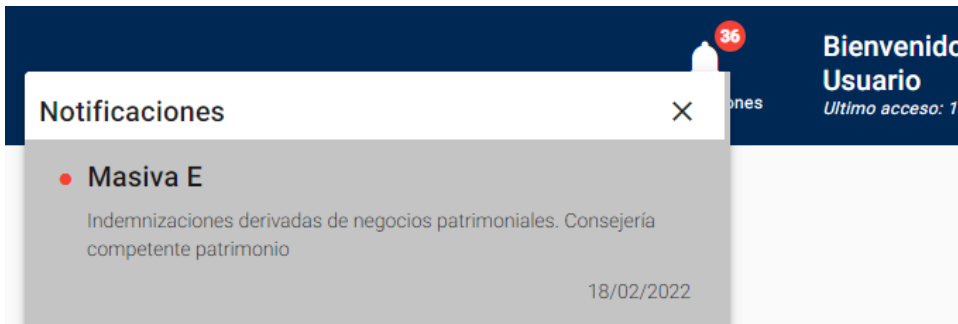 36
Bienvenido
Usuario
Ultimo acceso: 1
Notificaciones
Masiva E
Indemnizaciones derivadas de negocios patrimoniales. Consejería
competente patrimonio
18/02/2022